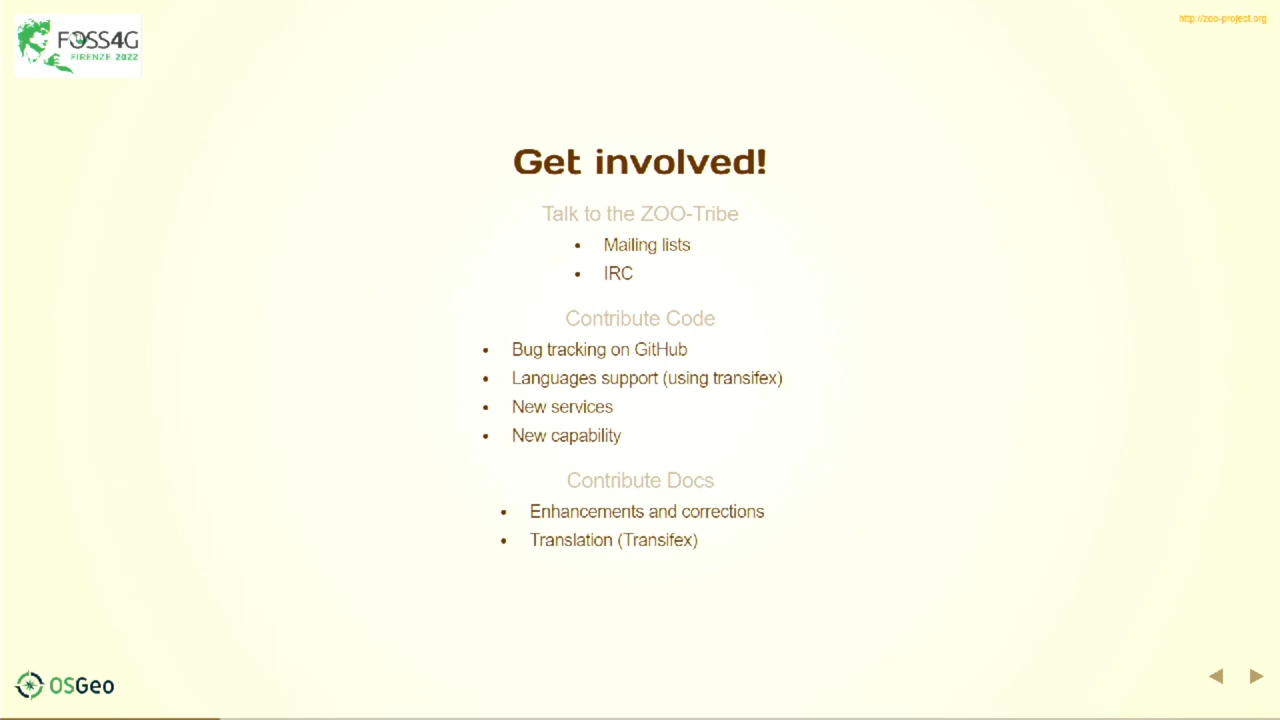 FOSS4G
FIRENZE 2022
http://zoo-project.org
Get involved!
Talk to the ZOO-Tribe
• Mailing lists
• IRC
Contribute Code
• Bug tracking on GitHub
• Languages support (using transifex)
• New services
• New capability
Contribute Docs
• Enhancements and corrections
• Translation (Transifex)
OSGeo